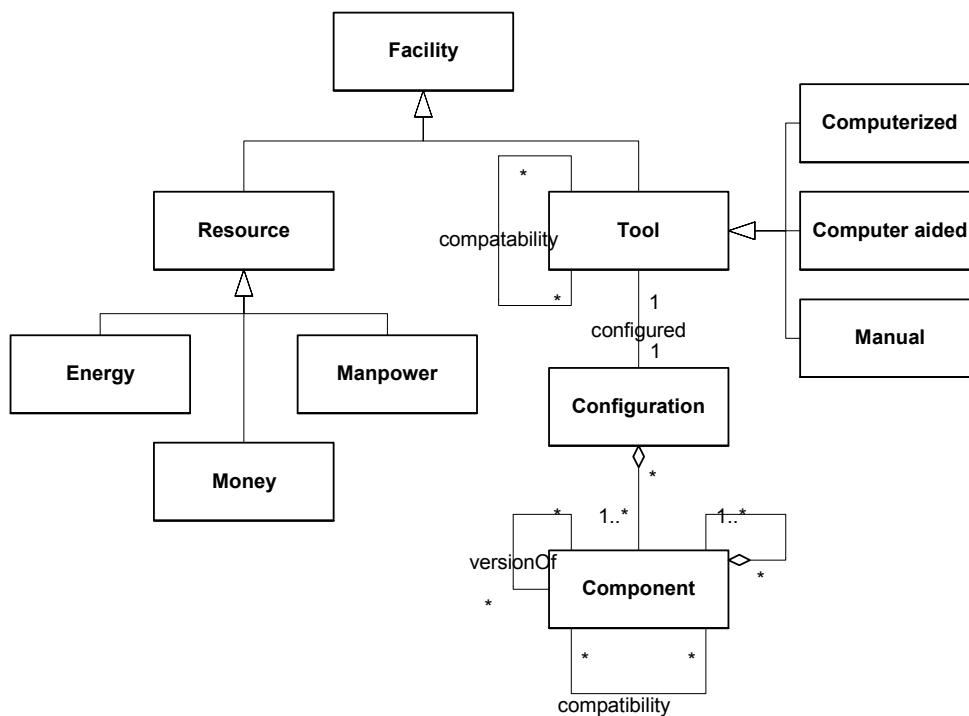 Facility
Computerized
*
Resource
Tool
Computer aided
compatability
*
1
configured
1
Manual
Energy
Manpower
Configuration
Money
*
*
1..*
1..*
versionOf
*
Component
*
*
*
compatibility